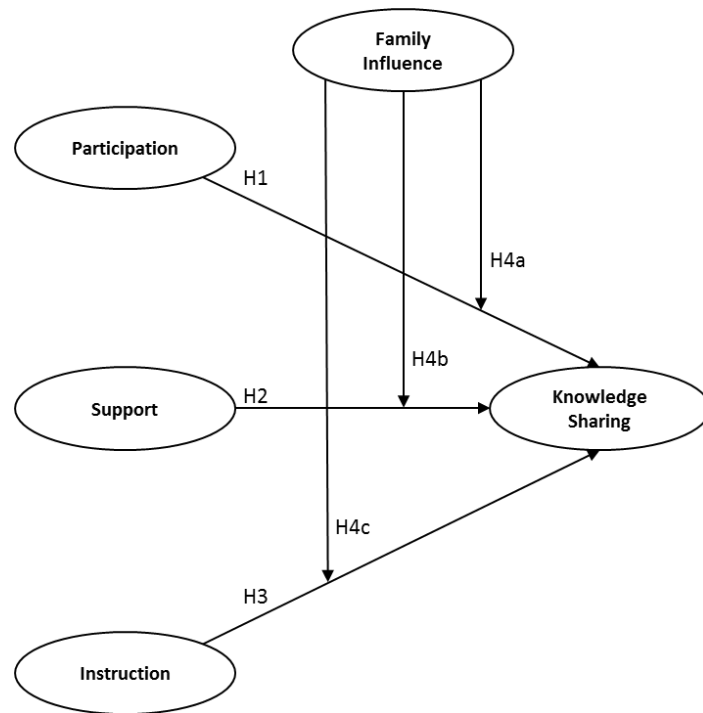 Family
Influence
Participation
H1
H4a
H4b
Support
H2
Knowledge
Sharing
H4c
H3
Instruction